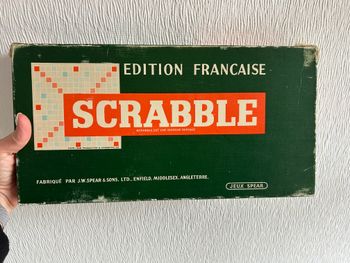 EDITION FRANCAISE
SCRABBLE
FABRIQUÉ PAR J.W. SPEAR & SONS, LTD., ENFIELD, MIDDLESEX, ANGLETERRE.
JEUX SPEAR